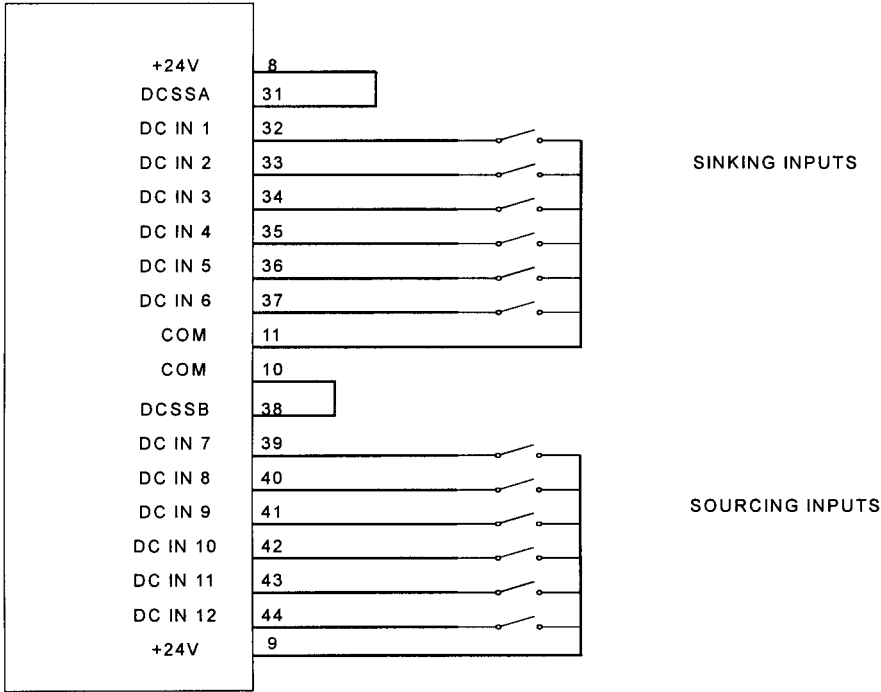 +24V 8
DCSSA 31
DC IN 1 32
DC IN 2 33
SINKING INPUTS
DC IN 3 34
DC IN 4 35
DC IN 5 36
DC IN 6 37
COM 11
COM 10
DCSSB 38
DC IN 7 39
DC IN 8 40
DC IN 9 41
SOURCING INPUTS
DC IN 10 42
DC IN 11 43
DC IN 12 44
+24V 9